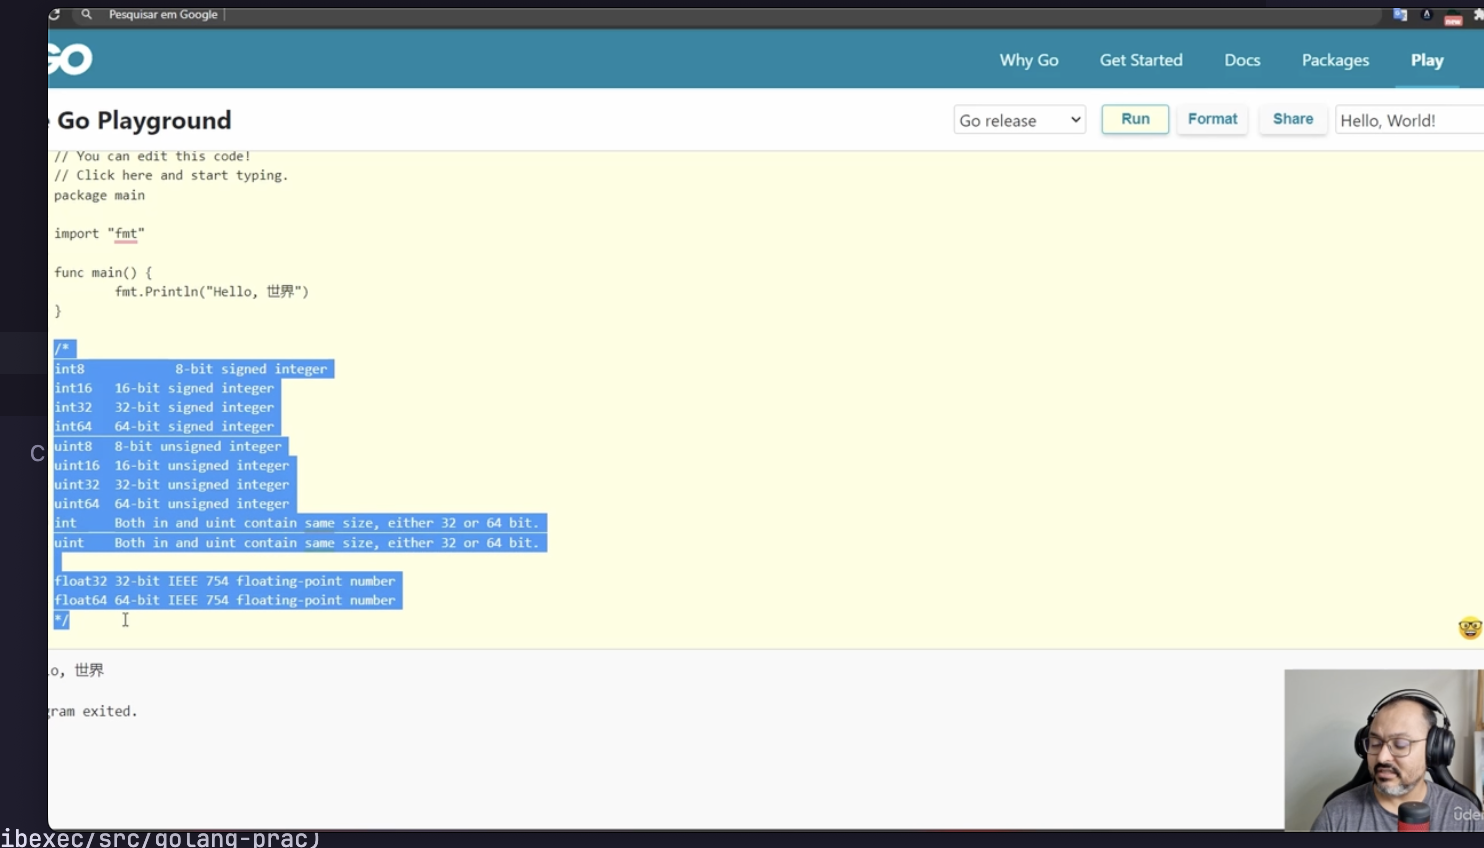 Pesquisar em Google
GO
Why Go Get Started Docs Packages Play
Go Playground
Go release Run Format Share Hello, World!
// You can edit this code!
// Click here and start typing.
package main
import "fmt"
func main() {
fmt.Println("Hello, 世界")
}
/*
int8 8-bit signed integer
int16 16-bit signed integer
int32 32-bit signed integer
int64 64-bit signed integer
uint8 8-bit unsigned integer
uint16 16-bit unsigned integer
uint32 32-bit unsigned integer
uint64 64-bit unsigned integer
int Both in and uint contain same size, either 32 or 64 bit.
uint Both in and uint contain same size, either 32 or 64 bit.
float32 32-bit IEEE 754 floating-point number
float64 64-bit IEEE 754 floating-point number
*/
C
lo, 世界
gram exited.
ûde
ibexec/src/golang-prac)